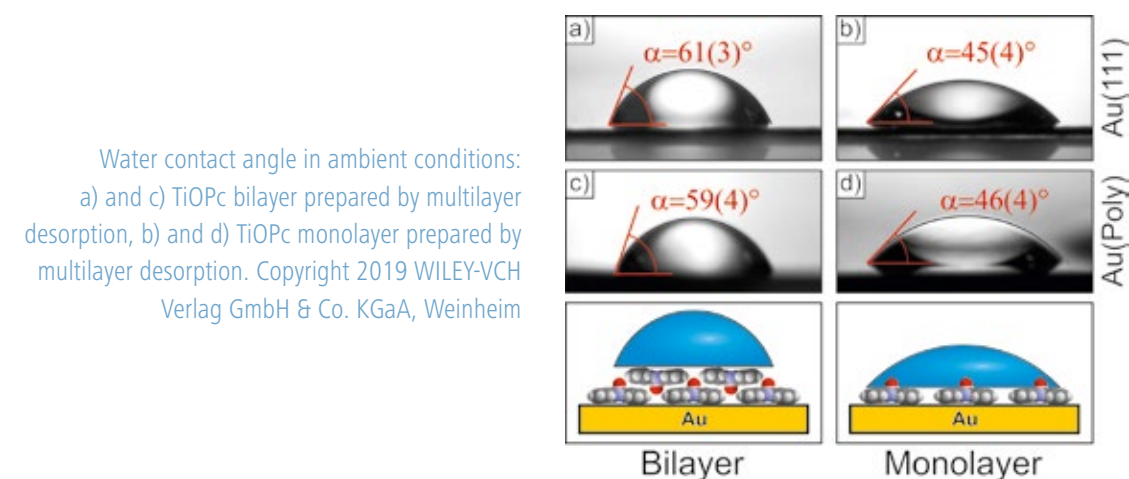 Water contact angle in ambient conditions:
a) and c) TiOPc bilayer prepared by multilayer
desorption, b) and d) TiOPc monolayer prepared by
multilayer desorption. Copyright 2019 WILEY-VCH
Verlag GmbH & Co. KGaA, Weinheim
a)
α=61(3)°
b)
α=45(4)°
Au(111)
c)
α=59(4)°
d)
α=46(4)°
Au(Poly)
Au
Au
Bilayer
Monolayer